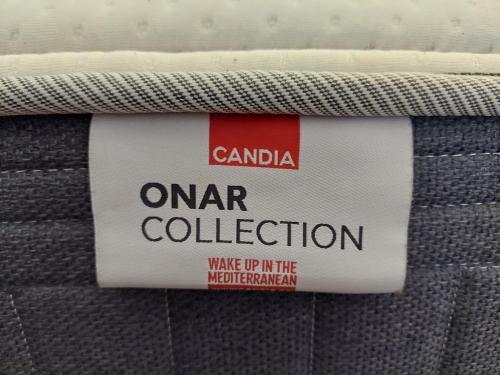 CANDIA
ONAR
COLLECTION
WAKE UP IN THE
MEDITERRANEAN